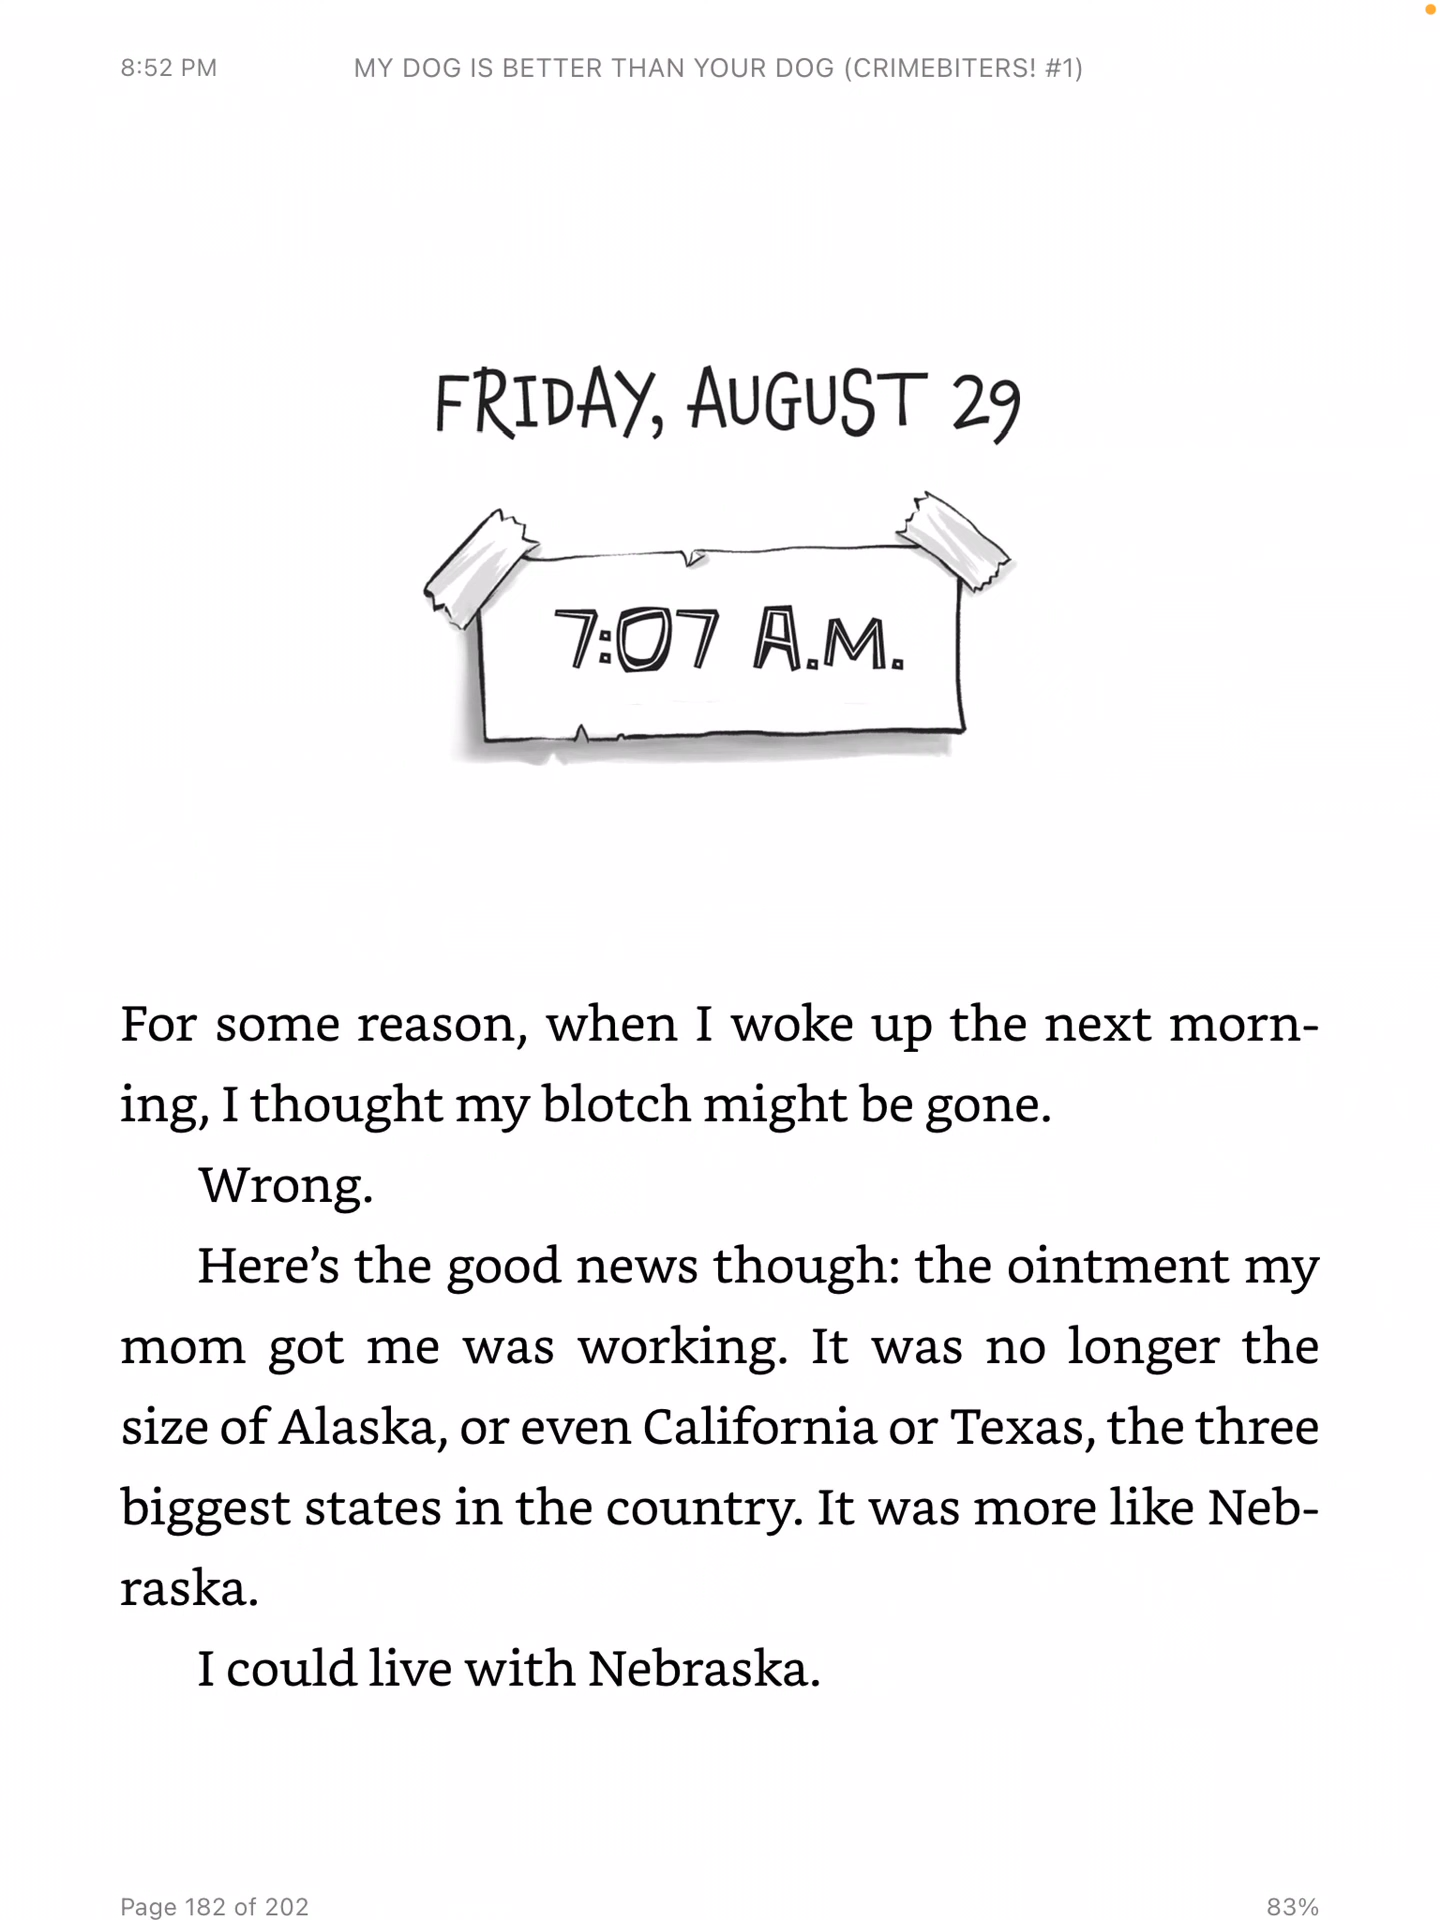 8:52 PM MY DOG IS BETTER THAN YOUR DOG (CRIMEBITERS! #1)
FRIDAY, AUGUST 29
7:07 A.M.
For some reason, when I woke up the next morn-
ing, I thought my blotch might be gone.
Wrong.
Here’s the good news though: the ointment my
mom got me was working. It was no longer the
size of Alaska, or even California or Texas, the three
biggest states in the country. It was more like Neb-
raska.
I could live with Nebraska.
Page 182 of 202 83%